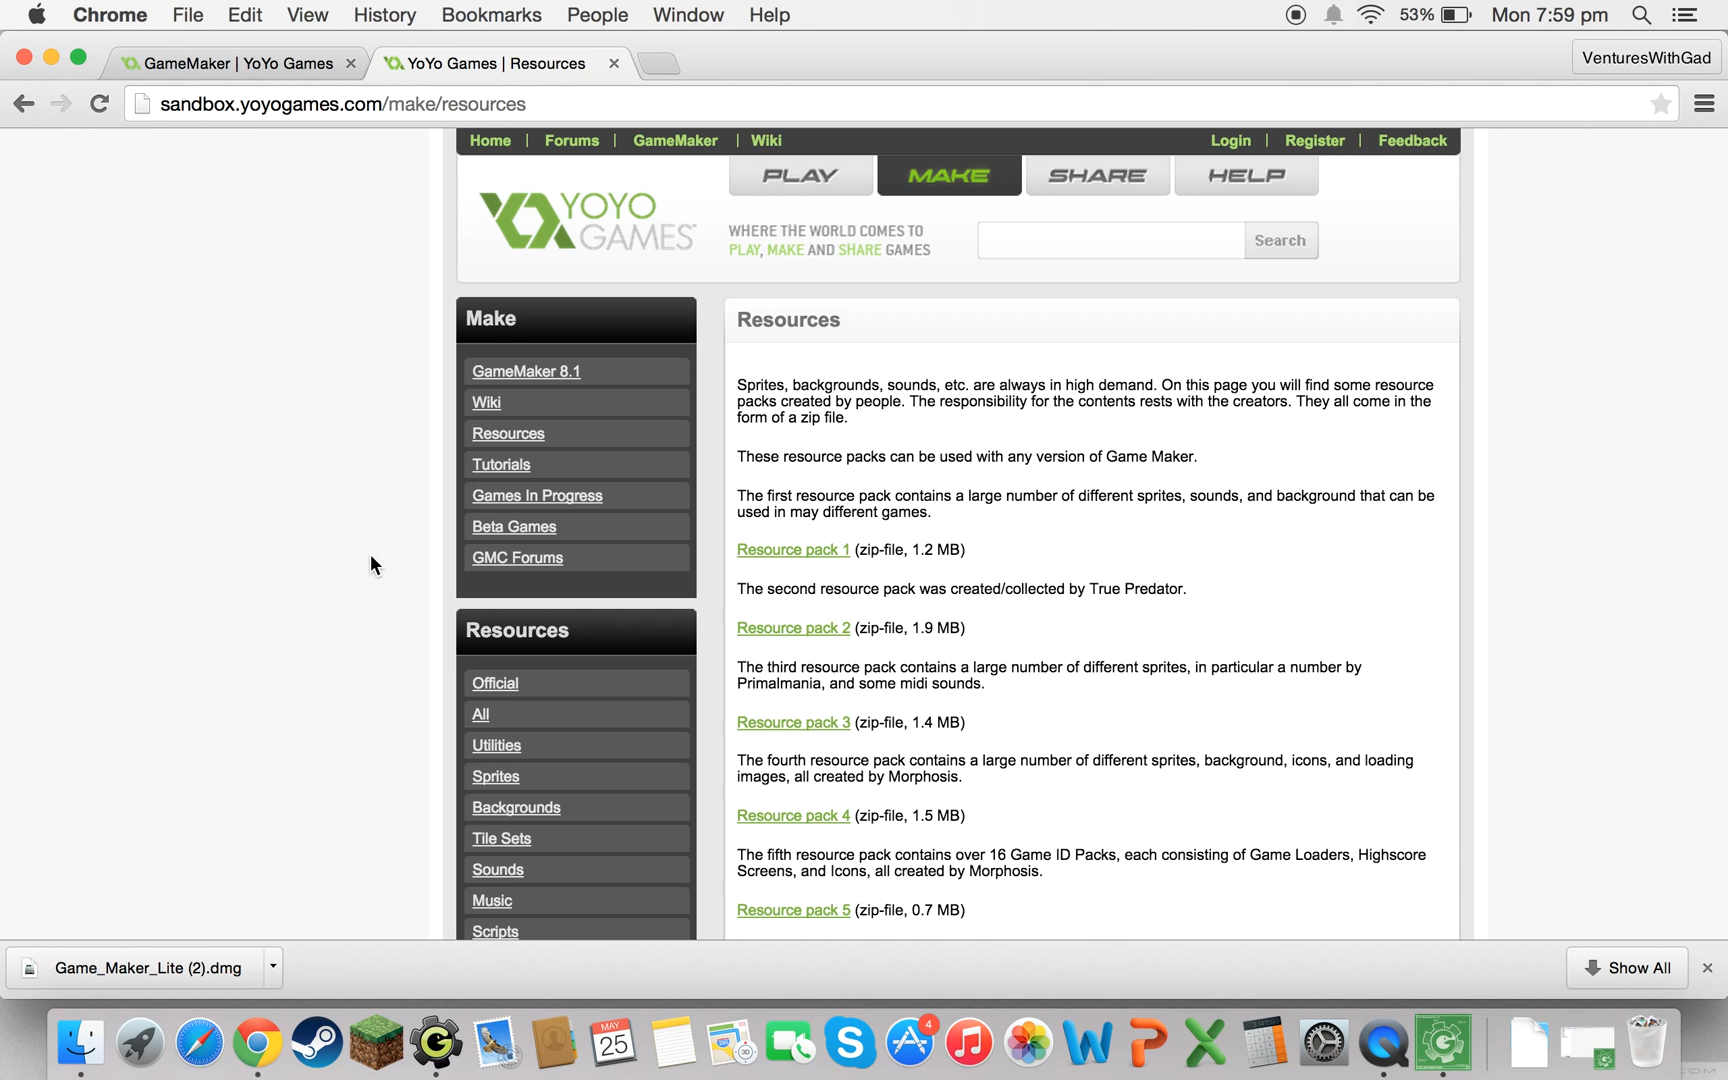 Chrome File Edit View History Bookmarks People Window Help 53% Mon 7:59 pm
GameMaker | YoYo Games YoYo Games | Resources VenturesWithGad
sandbox.yoyogames.com/make/resources
Home | Forums | GameMaker | Wiki Login | Register | Feedback
PLAY MAKE SHARE HELP
YOYO
GAMES
WHERE THE WORLD COMES TO
PLAY, MAKE AND SHARE GAMES
Search
Make
GameMaker 8.1
Wiki
Resources
Tutorials
Games In Progress
Beta Games
GMC Forums
Resources
Official
All
Utilities
Sprites
Backgrounds
Tile Sets
Sounds
Music
Scripts
Resources
Sprites, backgrounds, sounds, etc. are always in high demand. On this page you will find some resource
packs created by people. The responsibility for the contents rests with the creators. They all come in the
form of a zip file.
These resource packs can be used with any version of Game Maker.
The first resource pack contains a large number of different sprites, sounds, and background that can be
used in may different games.
Resource pack 1 (zip-file, 1.2 MB)
The second resource pack was created/collected by True Predator.
Resource pack 2 (zip-file, 1.9 MB)
The third resource pack contains a large number of different sprites, in particular a number by
Primalmania, and some midi sounds.
Resource pack 3 (zip-file, 1.4 MB)
The fourth resource pack contains a large number of different sprites, background, icons, and loading
images, all created by Morphosis.
Resource pack 4 (zip-file, 1.5 MB)
The fifth resource pack contains over 16 Game ID Packs, each consisting of Game Loaders, Highscore
Screens, and Icons, all created by Morphosis.
Resource pack 5 (zip-file, 0.7 MB)
Game_Maker_Lite (2).dmg Show All
MAY
25
4